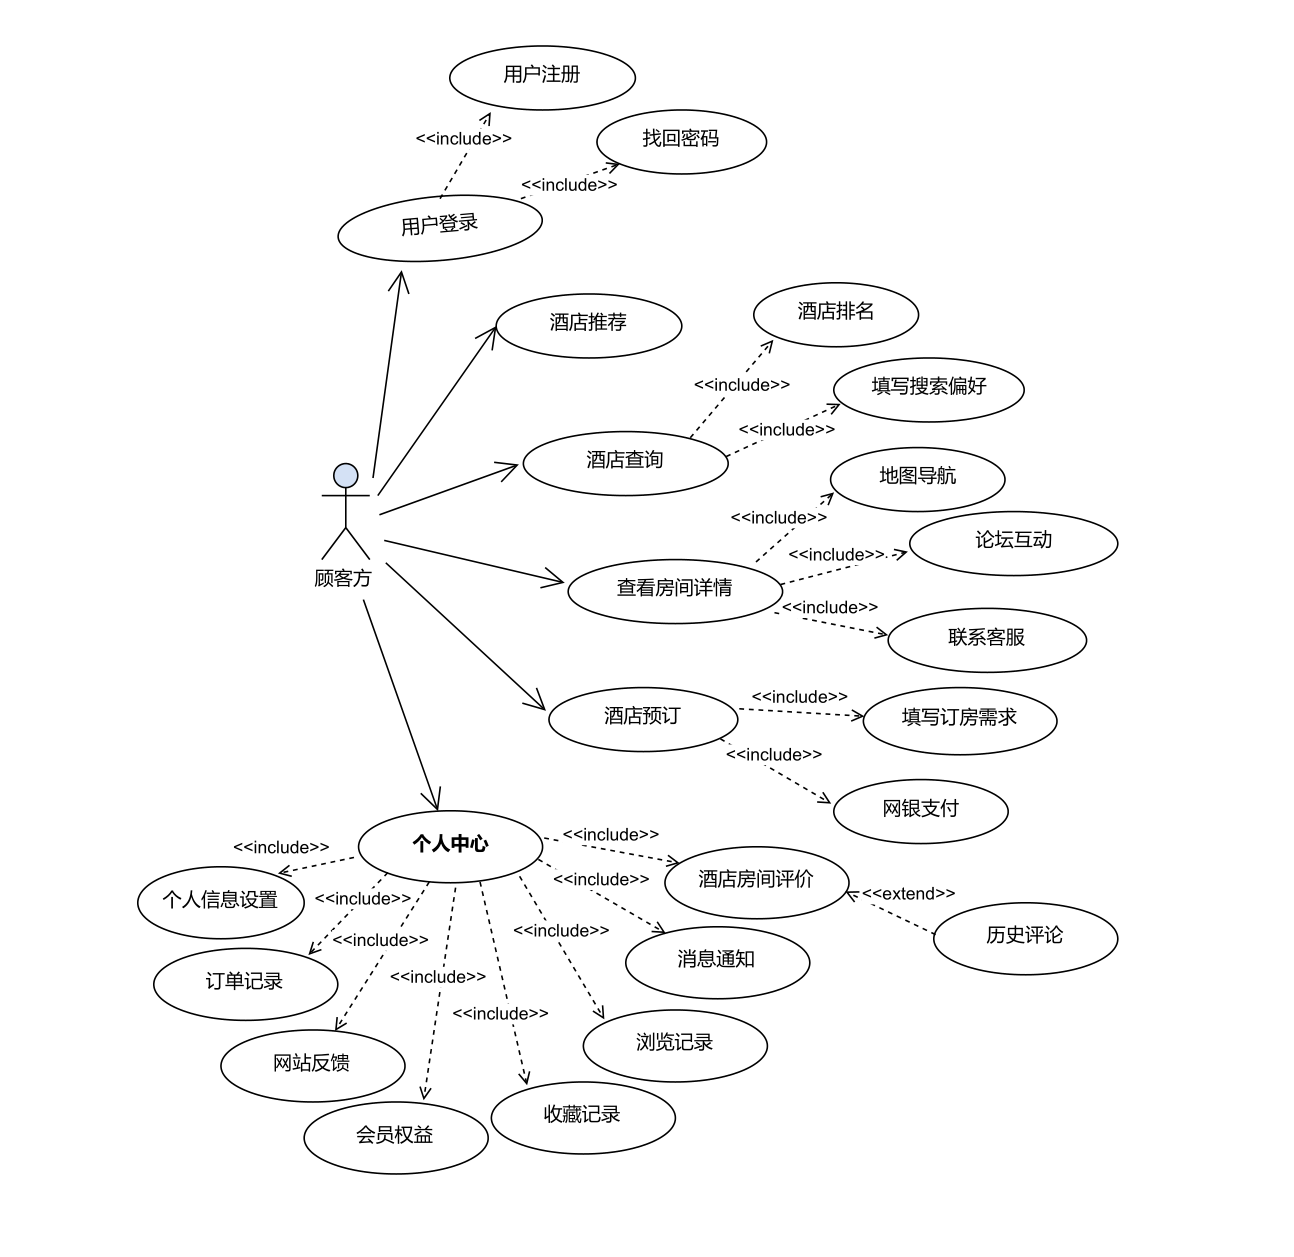 用户注册
<<include>>
找回密码
<<include>>
用户登录
酒店推荐
酒店排名
<<include>>
填写搜索偏好
<<include>>
酒店查询
地图导航
<<include>>
论坛互动
<<include>>
查看房间详情
<<include>>
联系客服
顾客方
酒店预订
<<include>>
填写订房需求
<<include>>
网银支付
个人中心
<<include>>
<<include>>
酒店房间评价
<<extend>>
历史评论
个人信息设置
<<include>>
<<include>>
消息通知
订单记录
<<include>>
<<include>>
浏览记录
网站反馈
<<include>>
<<include>>
收藏记录
会员权益